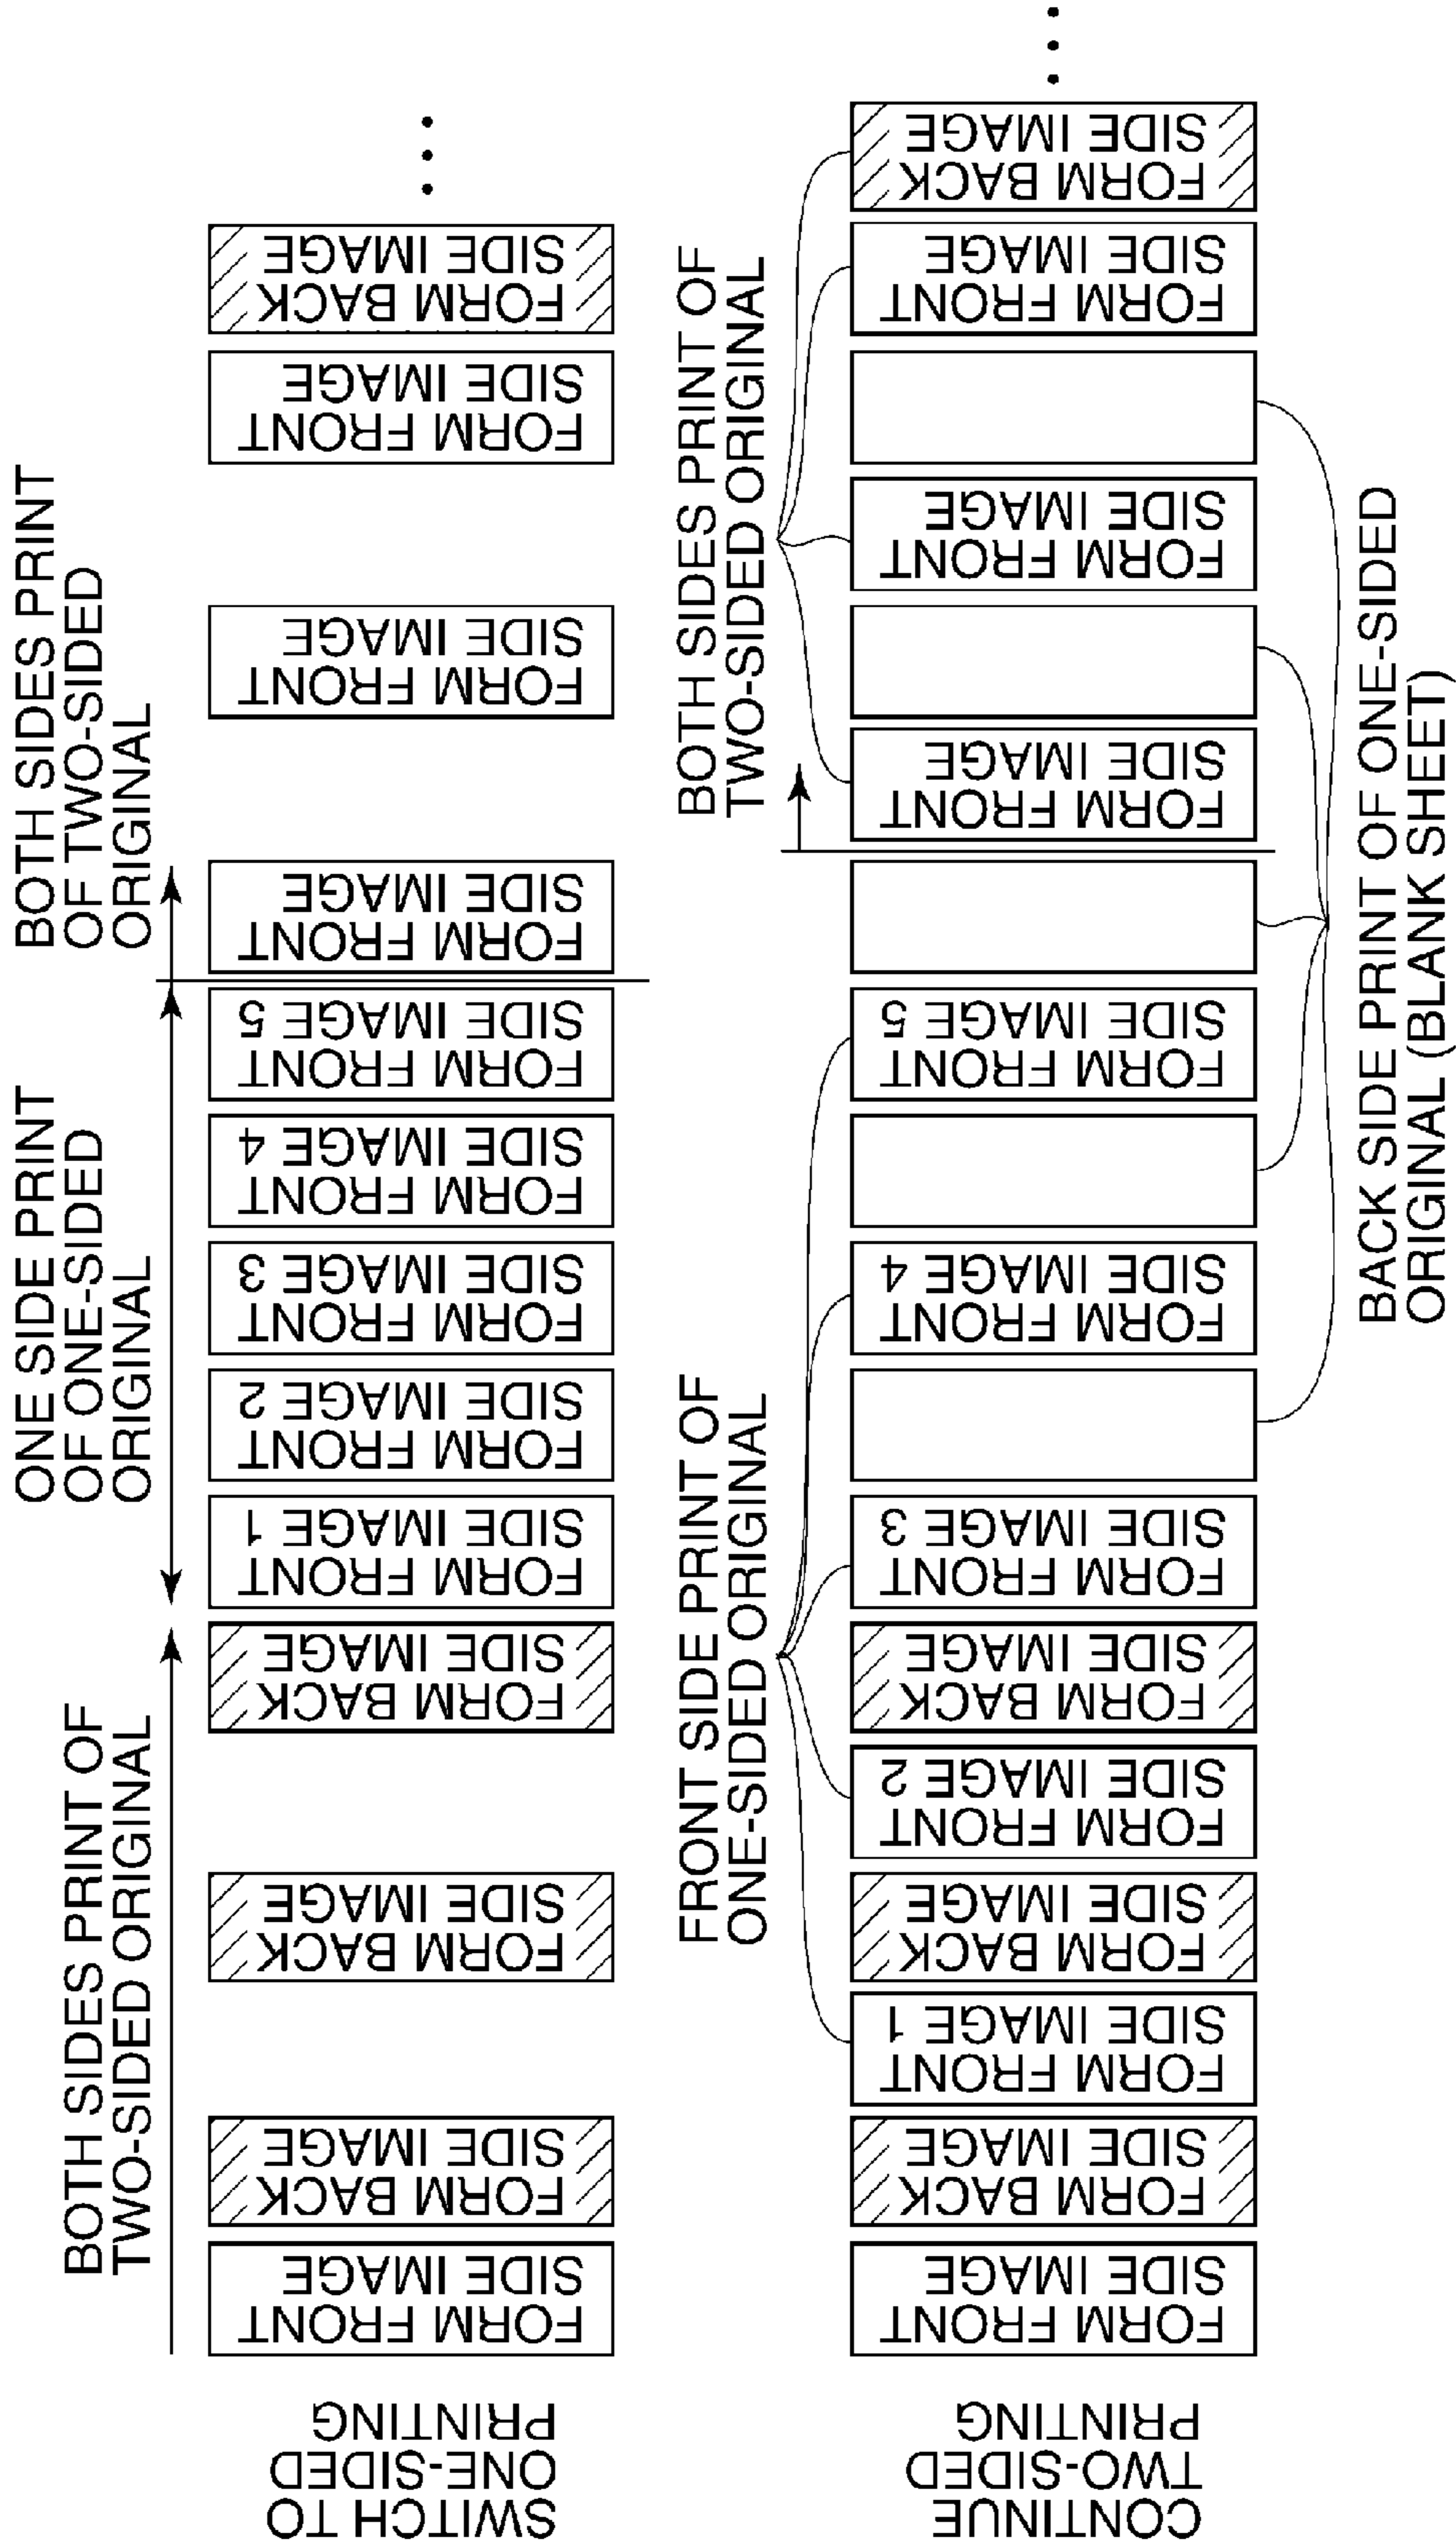 BOTH SIDES PRINT OF
TWO-SIDED ORIGINAL
ONE SIDE PRINT
OF ONE-SIDED
ORIGINAL
BOTH SIDES PRINT
OF TWO-SIDED
ORIGINAL
SWITCH TO
ONE-SIDED
PRINTING
FORM FRONT
SIDE IMAGE
FORM BACK
SIDE IMAGE
FORM BACK
SIDE IMAGE
FORM BACK
SIDE IMAGE
FORM FRONT
SIDE IMAGE 1
FORM FRONT
SIDE IMAGE 2
FORM FRONT
SIDE IMAGE 3
FORM FRONT
SIDE IMAGE 4
FORM FRONT
SIDE IMAGE 5
FORM FRONT
SIDE IMAGE
FORM FRONT
SIDE IMAGE
FORM FRONT
SIDE IMAGE
FORM BACK
SIDE IMAGE
...
FRONT SIDE PRINT OF
ONE-SIDED ORIGINAL
BOTH SIDES PRINT OF
TWO-SIDED ORIGINAL
CONTINUE
TWO-SIDED
PRINTING
FORM FRONT
SIDE IMAGE
FORM BACK
SIDE IMAGE
FORM FRONT
SIDE IMAGE 1
FORM BACK
SIDE IMAGE
FORM FRONT
SIDE IMAGE 2
FORM BACK
SIDE IMAGE
FORM FRONT
SIDE IMAGE 3
FORM FRONT
SIDE IMAGE 4
FORM FRONT
SIDE IMAGE 5
FORM FRONT
SIDE IMAGE
FORM FRONT
SIDE IMAGE
FORM FRONT
SIDE IMAGE
FORM BACK
SIDE IMAGE
...
BACK SIDE PRINT OF ONE-SIDED
ORIGINAL (BLANK SHEET)